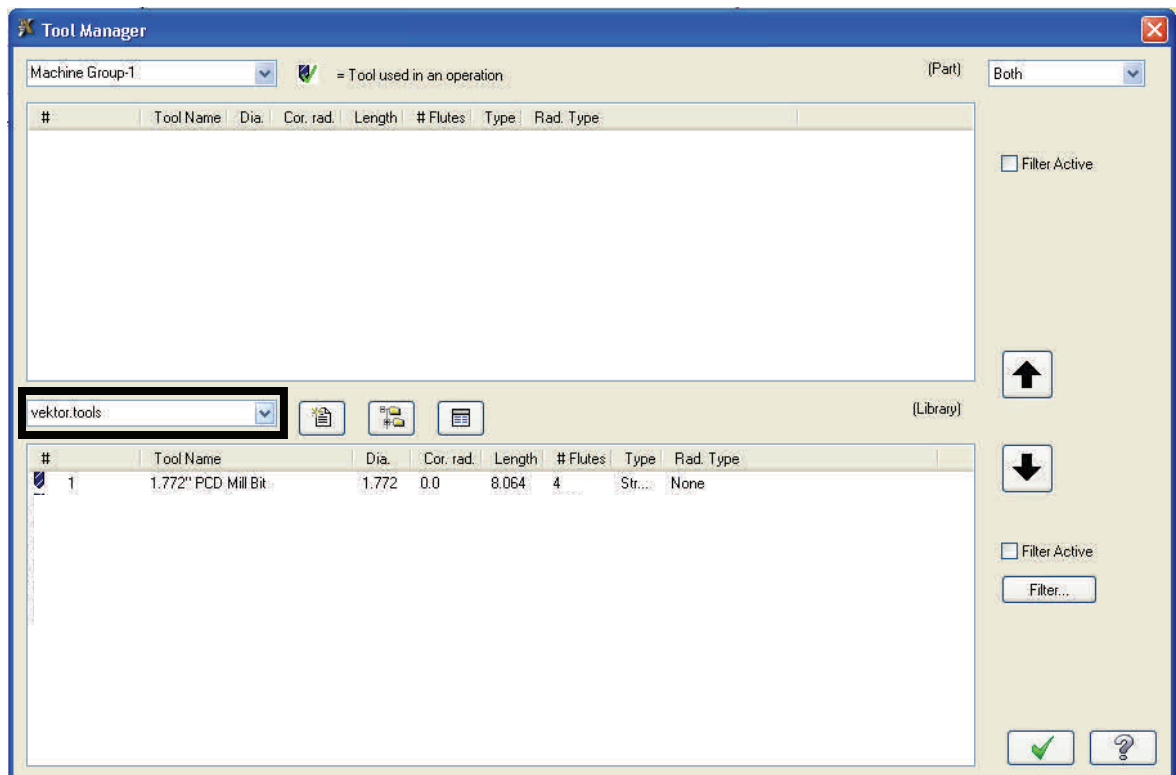 Tool Manager
Machine Group-1 = Tool used in an operation (Part) Both
# Tool Name Dia. Cor. rad. Length # Flutes Type Rad. Type
Filter Active
vektor.tools (Library)
# Tool Name Dia. Cor. rad. Length # Flutes Type Rad. Type
1 1.772" PCD Mill Bit 1.772 0.0 8.064 4 Str... None
Filter Active
Filter...
?